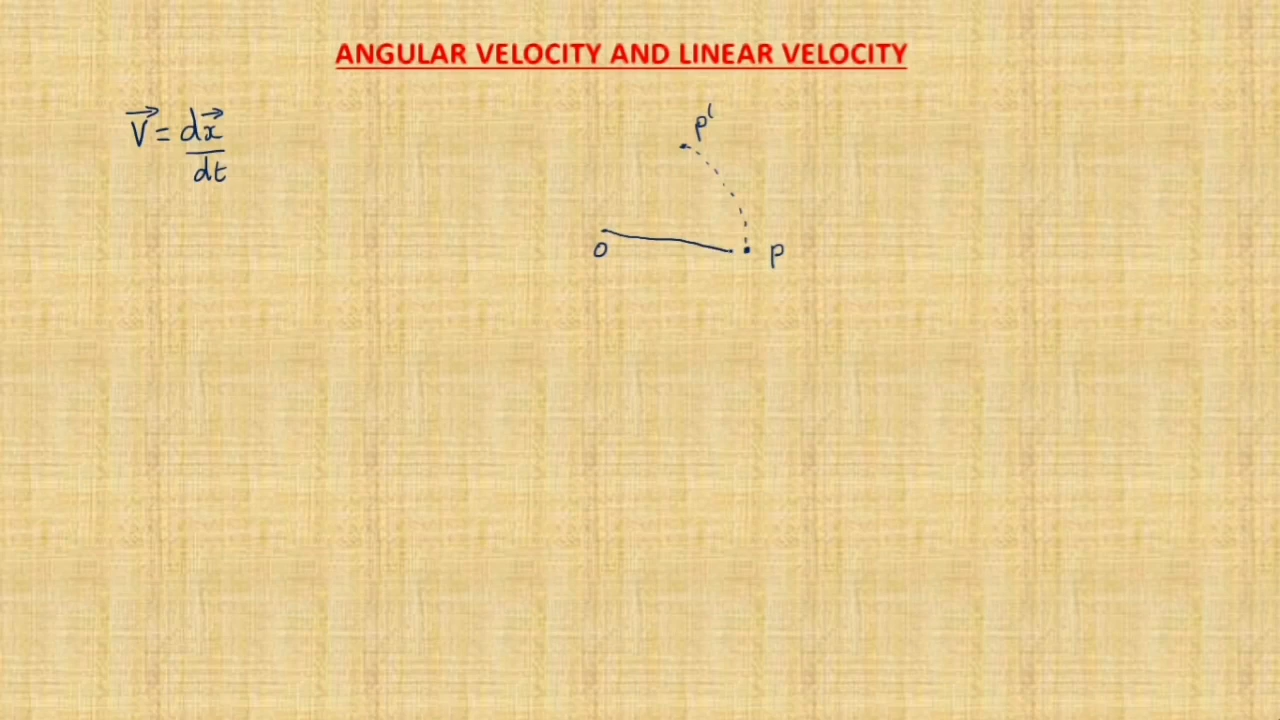 ANGULAR VELOCITY AND LINEAR VELOCITY
V⃗ = dx⃗
dt
P'
O
P